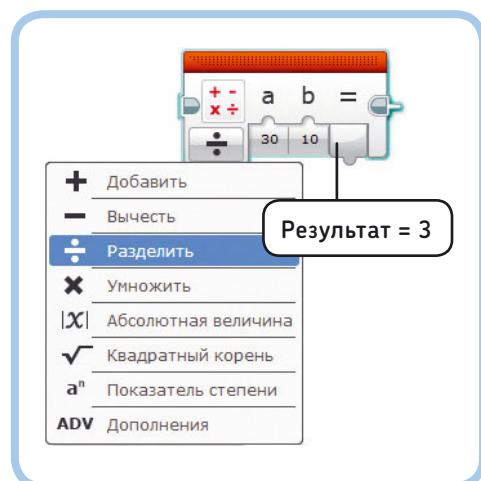 + - a b =
x ÷
÷ 30 10
+ Добавить
− Вычесть
Результат = 3
÷ Разделить
✖ Умножить
|X| Абсолютная величина
√ Квадратный корень
aⁿ Показатель степени
ADV Дополнения